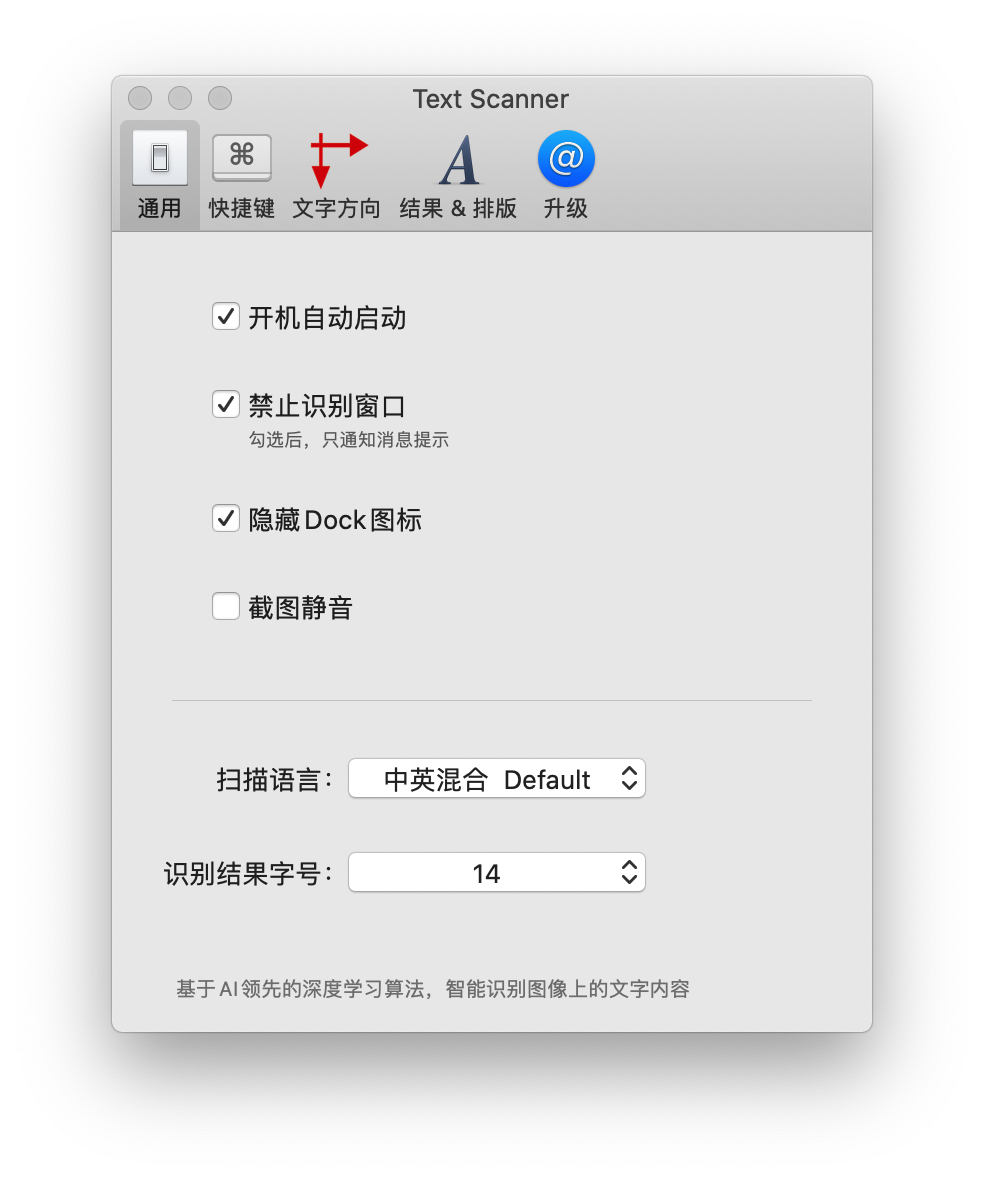 Text Scanner
⌘ A @
通用 快捷键 文字方向 结果 & 排版 升级
开机自动启动
禁止识别窗口
勾选后，只通知消息提示
隐藏Dock图标
截图静音
扫描语言： 中英混合 Default
识别结果字号： 14
基于AI领先的深度学习算法，智能识别图像上的文字内容